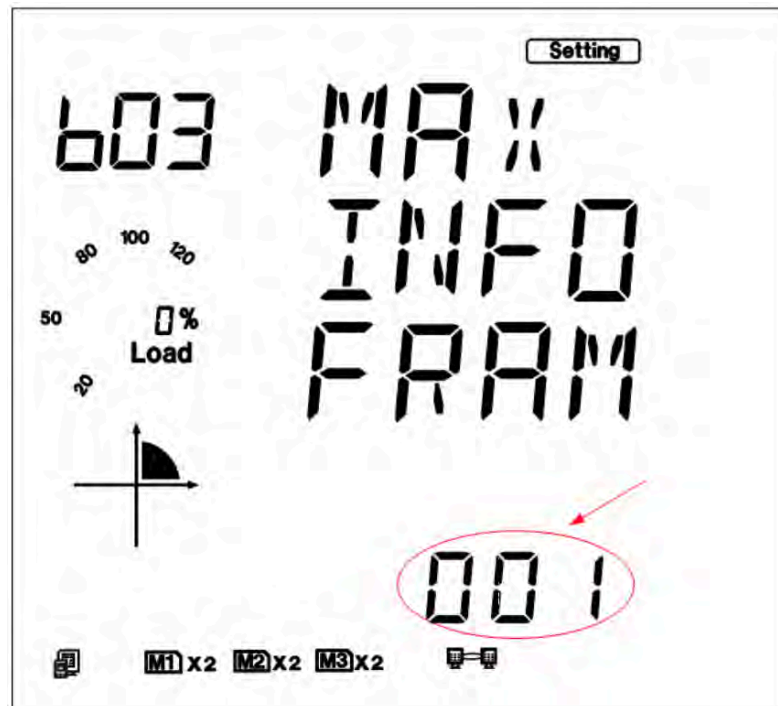 Setting
b03
MAX
INFO
FRAM
20
50
80
100
120
0%
Load
001
M1 X2 M2 X2 M3 X2